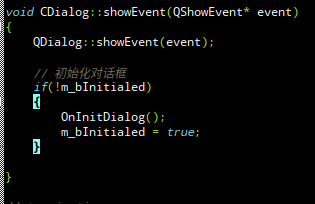 void CDialog::showEvent(QShowEvent* event)
{
    QDialog::showEvent(event);
    // 初始化对话框
    if(!m_bInitialed)
    {
        OnInitDialog();
        m_bInitialed = true;
    }
}